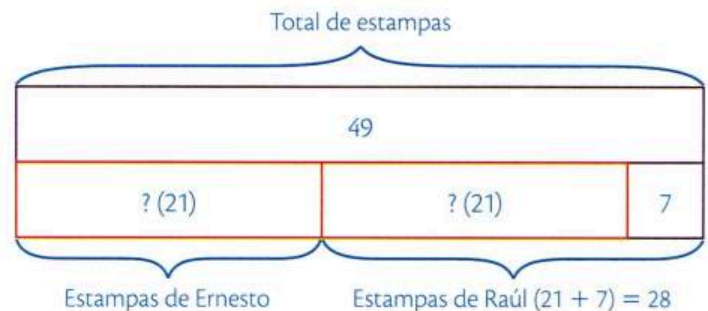 Total de estampas
49
? (21) ? (21) 7
Estampas de Ernesto Estampas de Raúl (21 + 7) = 28